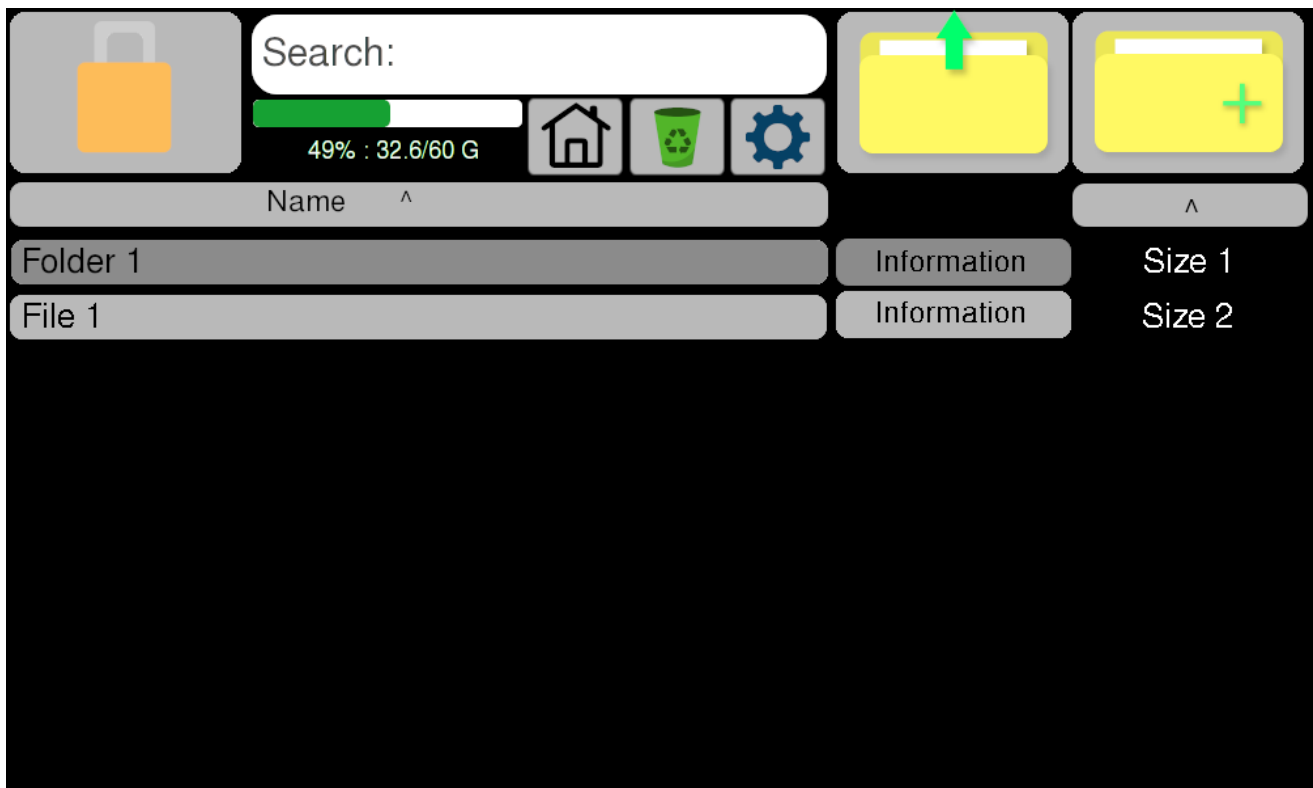 Search:
49% : 32.6/60 G
Name ^
^
Folder 1 Information Size 1
File 1 Information Size 2